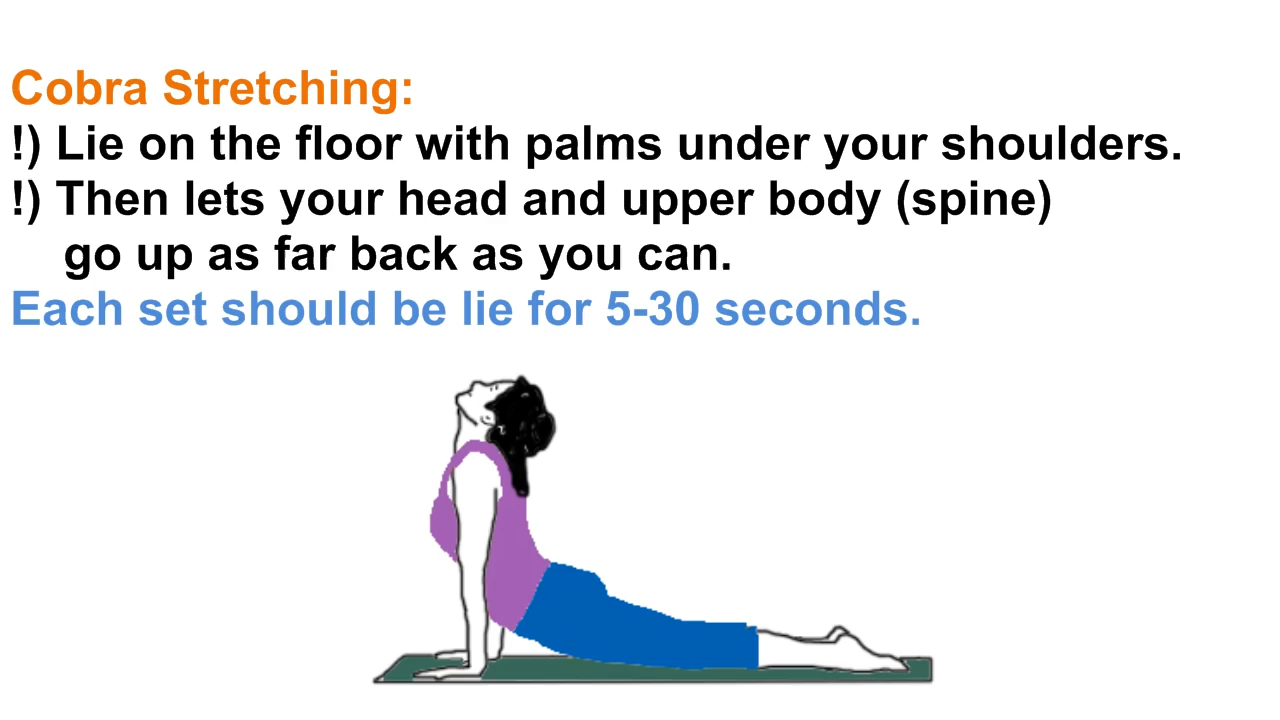 Cobra Stretching:
!) Lie on the floor with palms under your shoulders.
!) Then lets your head and upper body (spine)
go up as far back as you can.
Each set should be lie for 5-30 seconds.